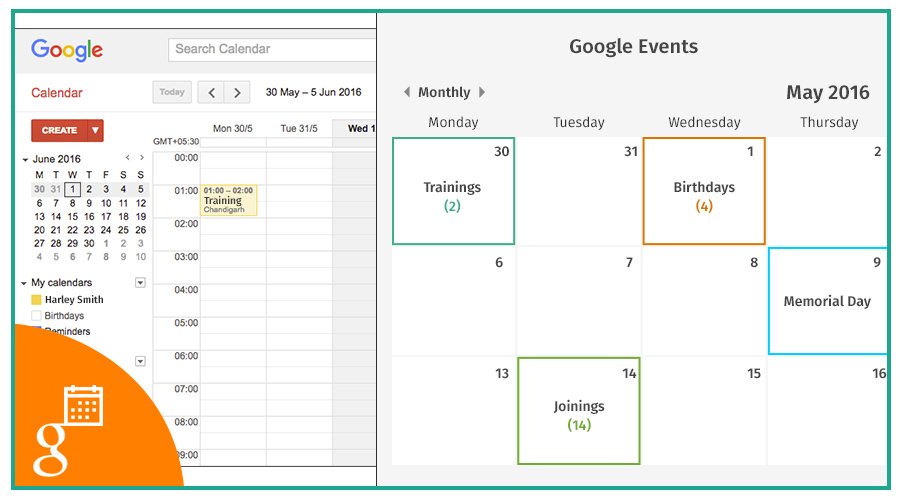 Google
Search Calendar
Calendar
Today
30 May – 5 Jun 2016
CREATE
Mon 30/5
Tue 31/5
Wed 1
GMT+05:30
June 2016
M T W T F S S
30 31 1 2 3 4 5
6 7 8 9 10 11 12
13 14 15 16 17 18 19
20 21 22 23 24 25 26
27 28 29 30 1 2 3
4 5 6 7 8 9 10
My calendars
Harley Smith
Birthdays
Reminders
00:00
01:00
01:00 – 02:00
Training
Chandigarh
02:00
03:00
04:00
05:00
06:00
07:00
08:00
09:00
g
Google Events
Monthly
May 2016
Monday Tuesday Wednesday Thursday
30 31 1 2
Trainings
(2)
Birthdays
(4)
6 7 8 9
Memorial Day
13 14 15 16
Joinings
(14)